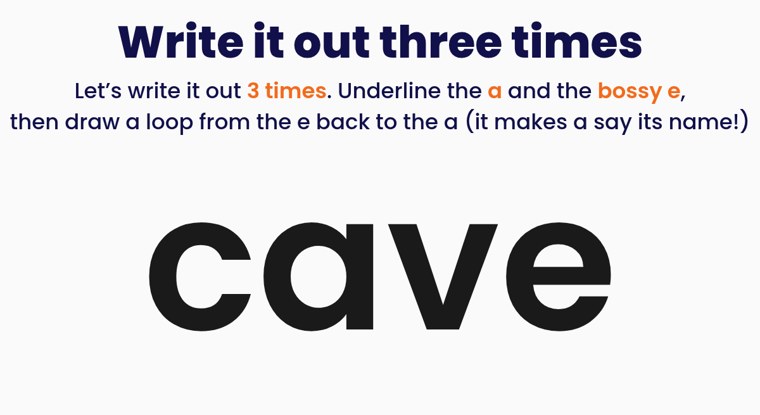 Write it out three times
Let’s write it out 3 times. Underline the a and the bossy e,
then draw a loop from the e back to the a (it makes a say its name!)
cave